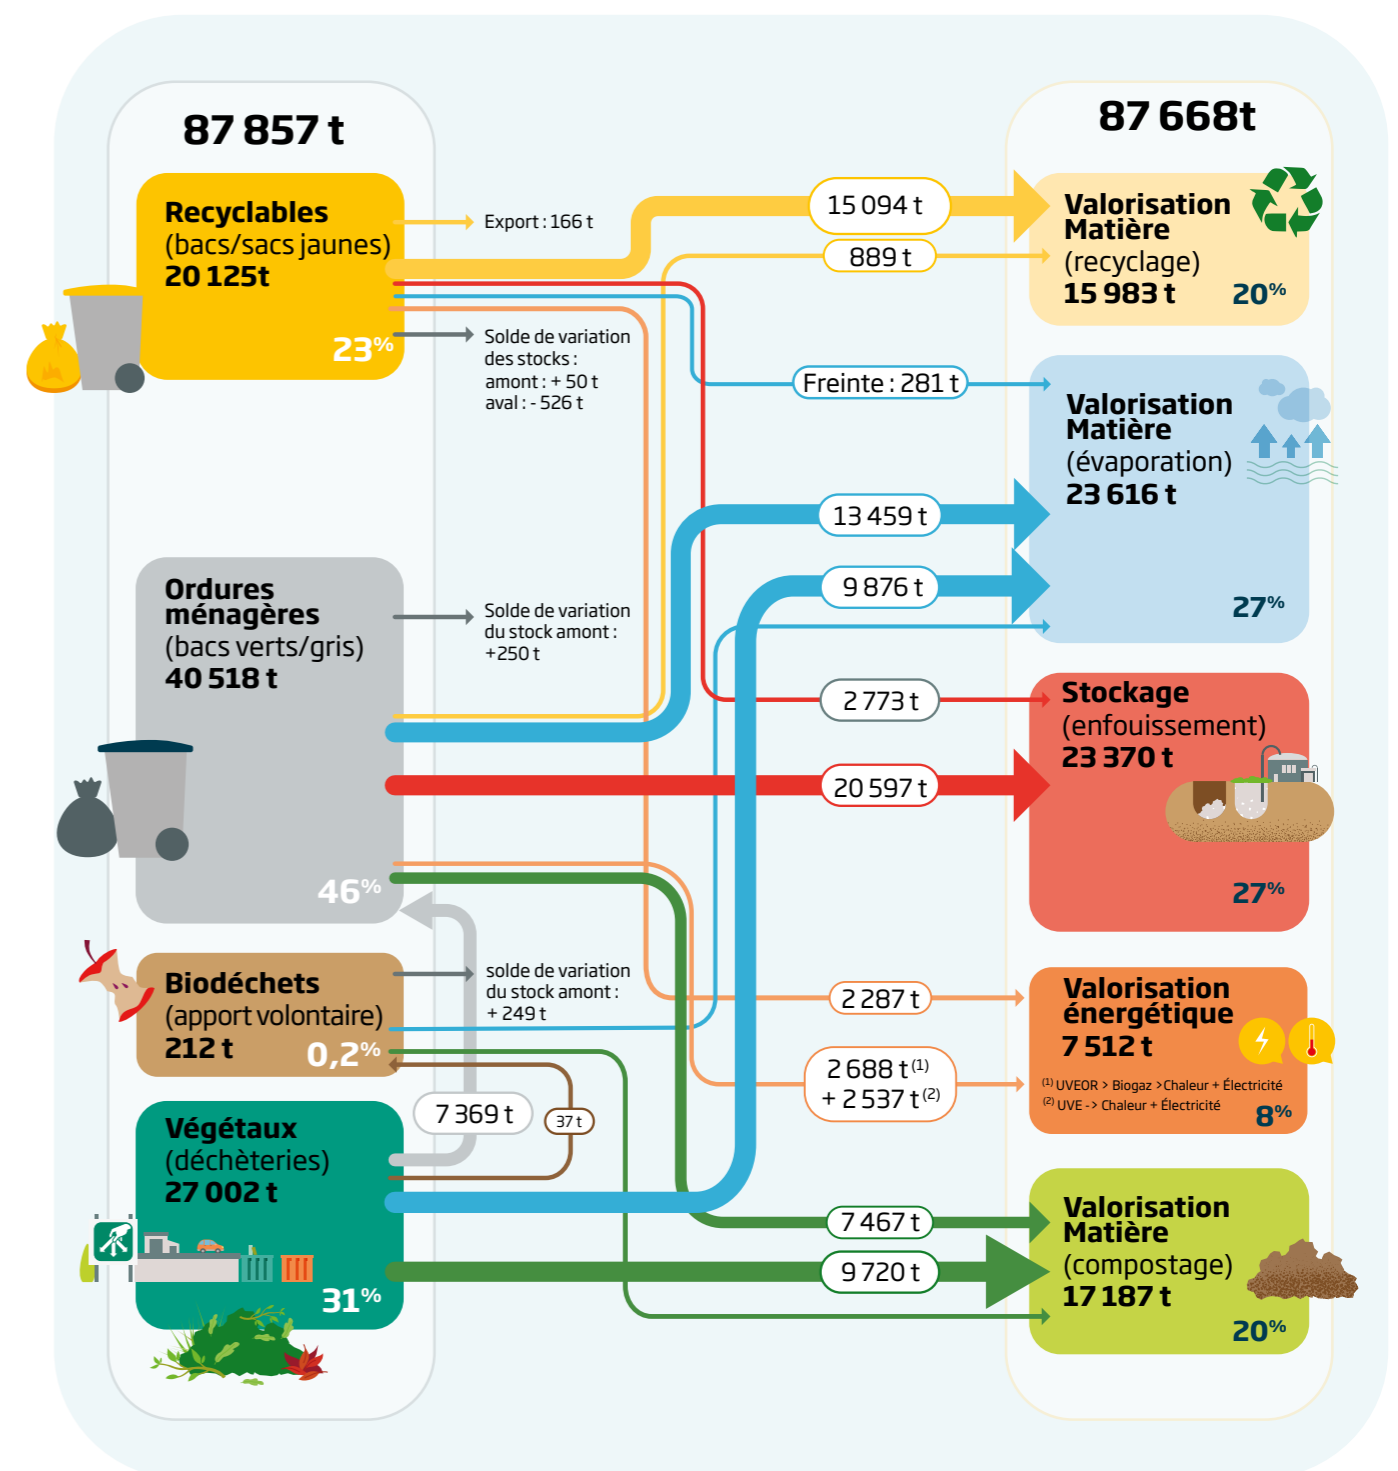 87 857 t
Recyclables
(bacs/sacs jaunes)
20 125t
23%
Export : 166 t
Solde de variation
des stocks :
amont : + 50 t
aval : - 526 t
Ordures
ménagères
(bacs verts/gris)
40 518 t
46%
Solde de variation
du stock amont :
+250 t
Biodéchets
(apport volontaire)
212 t
0,2%
solde de variation
du stock amont :
+ 249 t
Végétaux
(déchèteries)
27 002 t
31%
7 369 t
37 t
15 094 t
889 t
Freinte : 281 t
13 459 t
9 876 t
2 773 t
20 597 t
2 287 t
2 688 t (1)
+ 2 537 t (2)
7 467 t
9 720 t
87 668t
Valorisation
Matière
(recyclage)
15 983 t
20%
Valorisation
Matière
(évaporation)
23 616 t
27%
Stockage
(enfouissement)
23 370 t
27%
Valorisation
énergétique
7 512 t
(1) UVEOR > Biogaz >Chaleur + Électricité
(2) UVE -> Chaleur + Électricité
8%
Valorisation
Matière
(compostage)
17 187 t
20%